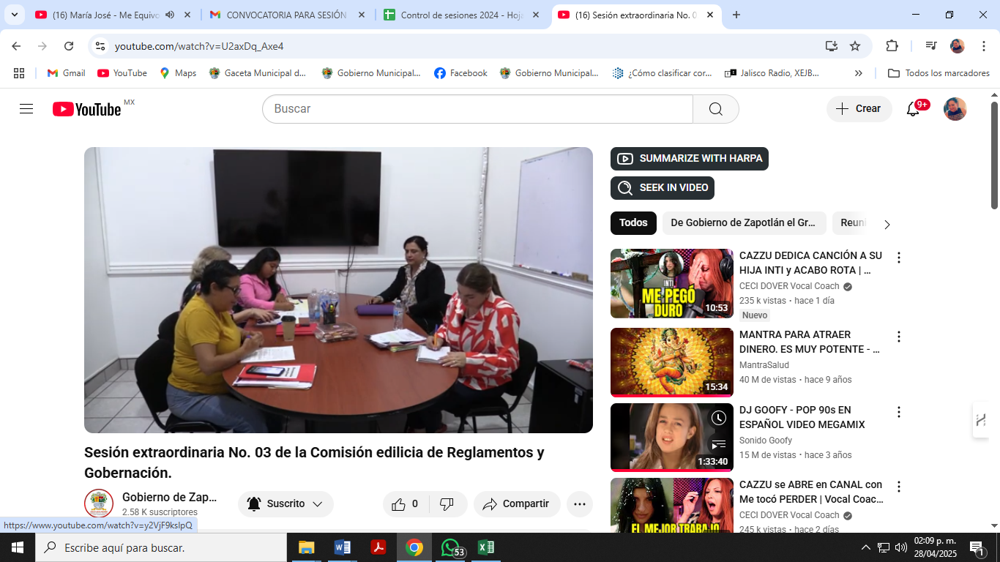 (16) María José - Me Equivo
CONVOCATORIA PARA SESIÓN
Control de sesiones 2024 - Hoja
(16) Sesión extraordinaria No. 0
youtube.com/watch?v=U2axDq_Axe4
Gmail
YouTube
Maps
Gaceta Municipal d...
Gobierno Municipal...
Facebook
Gobierno Municipal...
¿Cómo clasificar cor...
Jalisco Radio, XEJB...
»
Todos los marcadores
YouTube MX
Buscar
Crear
9+
SUMMARIZE WITH HARPA
SEEK IN VIDEO
Todos
De Gobierno de Zapotlán el Gr...
Reuni
INTI
ME PEGÓ
DURO
10:53
CAZZU DEDICA CANCIÓN A SU
HIJA INTI y ACABO ROTA | ...
CECI DOVER Vocal Coach
235 k vistas • hace 1 día
Nuevo
15:34
MANTRA PARA ATRAER
DINERO. ES MUY POTENTE - ...
MantraSalud
40 M de vistas • hace 9 años
1:33:40
DJ GOOFY - POP 90s EN
ESPAÑOL VIDEO MEGAMIX
Sonido Goofy
15 M de vistas • hace 3 años
EL MEJOR TRABAJO
CAZZU se ABRE en CANAL con
Me tocó PERDER | Vocal Coac...
CECI DOVER Vocal Coach
245 k vistas • hace 2 días
Sesión extraordinaria No. 03 de la Comisión edilicia de Reglamentos y
Gobernación.
Gobierno de Zap...
2.58 K suscriptores
Suscrito
0
Compartir
https://www.youtube.com/watch?v=y2VjF9ksIpQ
Escribe aquí para buscar.
53
02:09 p. m.
28/04/2025
1